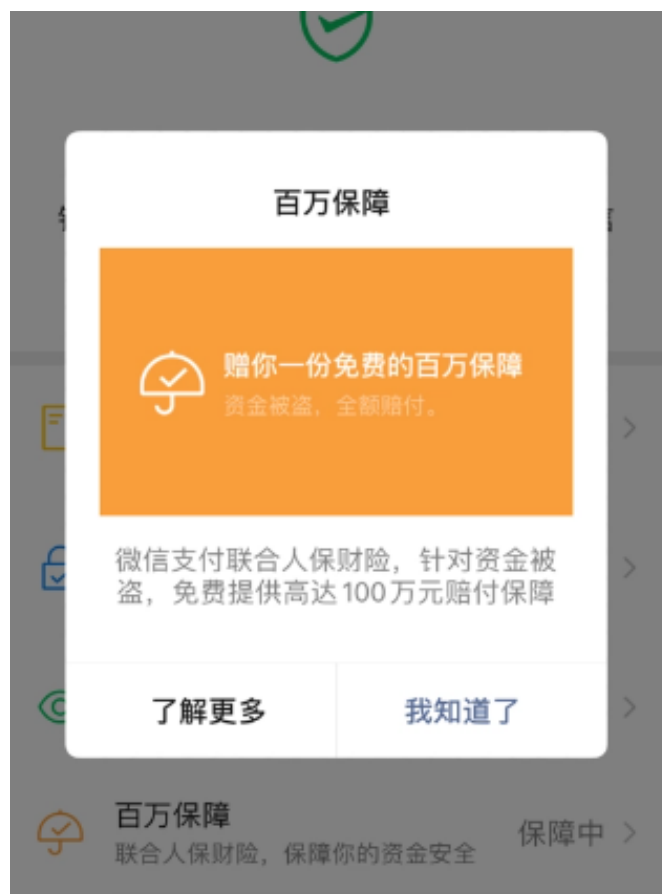 百万保障
赠你一份免费的百万保障
资金被盗，全额赔付。
微信支付联合人保财险，针对资金被
盗，免费提供高达100万元赔付保障
了解更多
我知道了
百万保障
联合人保财险，保障你的资金安全
保障中